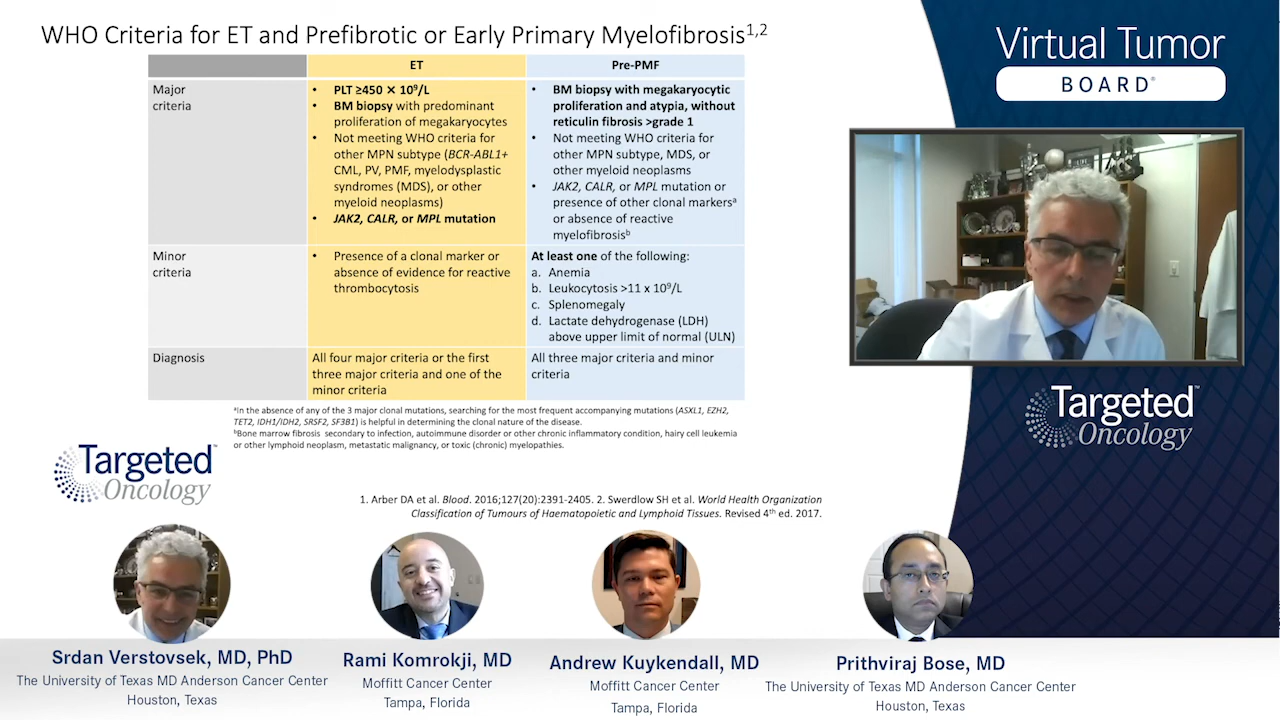 WHO Criteria for ET and Prefibrotic or Early Primary Myelofibrosis1,2
Virtual Tumor
BOARD®
ET
Pre-PMF
Major
criteria
• PLT ≥450 × 10⁹/L
• BM biopsy with predominant
proliferation of megakaryocytes
• Not meeting WHO criteria for
other MPN subtype (BCR-ABL1+
CML, PV, PMF, myelodysplastic
syndromes (MDS), or other
myeloid neoplasms)
• JAK2, CALR, or MPL mutation
• BM biopsy with megakaryocytic
proliferation and atypia, without
reticulin fibrosis >grade 1
• Not meeting WHO criteria for
other MPN subtype, MDS, or
other myeloid neoplasms
• JAK2, CALR, or MPL mutation or
presence of other clonal markersᵃ
or absence of reactive
myelofibrosisᵇ
Minor
criteria
• Presence of a clonal marker or
absence of evidence for reactive
thrombocytosis
At least one of the following:
a. Anemia
b. Leukocytosis >11 x 10⁹/L
c. Splenomegaly
d. Lactate dehydrogenase (LDH)
above upper limit of normal (ULN)
Diagnosis
All four major criteria or the first
three major criteria and one of the
minor criteria
All three major criteria and minor
criteria
ᵃIn the absence of any of the 3 major clonal mutations, searching for the most frequent accompanying mutations (ASXL1, EZH2,
TET2, IDH1/IDH2, SRSF2, SF3B1) is helpful in determining the clonal nature of the disease.
ᵇBone marrow fibrosis secondary to infection, autoimmune disorder or other chronic inflammatory condition, hairy cell leukemia
or other lymphoid neoplasm, metastatic malignancy, or toxic (chronic) myelopathies.
Targeted™
Oncology
Targeted™
Oncology
1. Arber DA et al. Blood. 2016;127(20):2391-2405. 2. Swerdlow SH et al. World Health Organization
Classification of Tumours of Haematopoietic and Lymphoid Tissues. Revised 4th ed. 2017.
Srdan Verstovsek, MD, PhD
The University of Texas MD Anderson Cancer Center
Houston, Texas
Rami Komrokji, MD
Moffitt Cancer Center
Tampa, Florida
Andrew Kuykendall, MD
Moffitt Cancer Center
Tampa, Florida
Prithviraj Bose, MD
The University of Texas MD Anderson Cancer Center
Houston, Texas